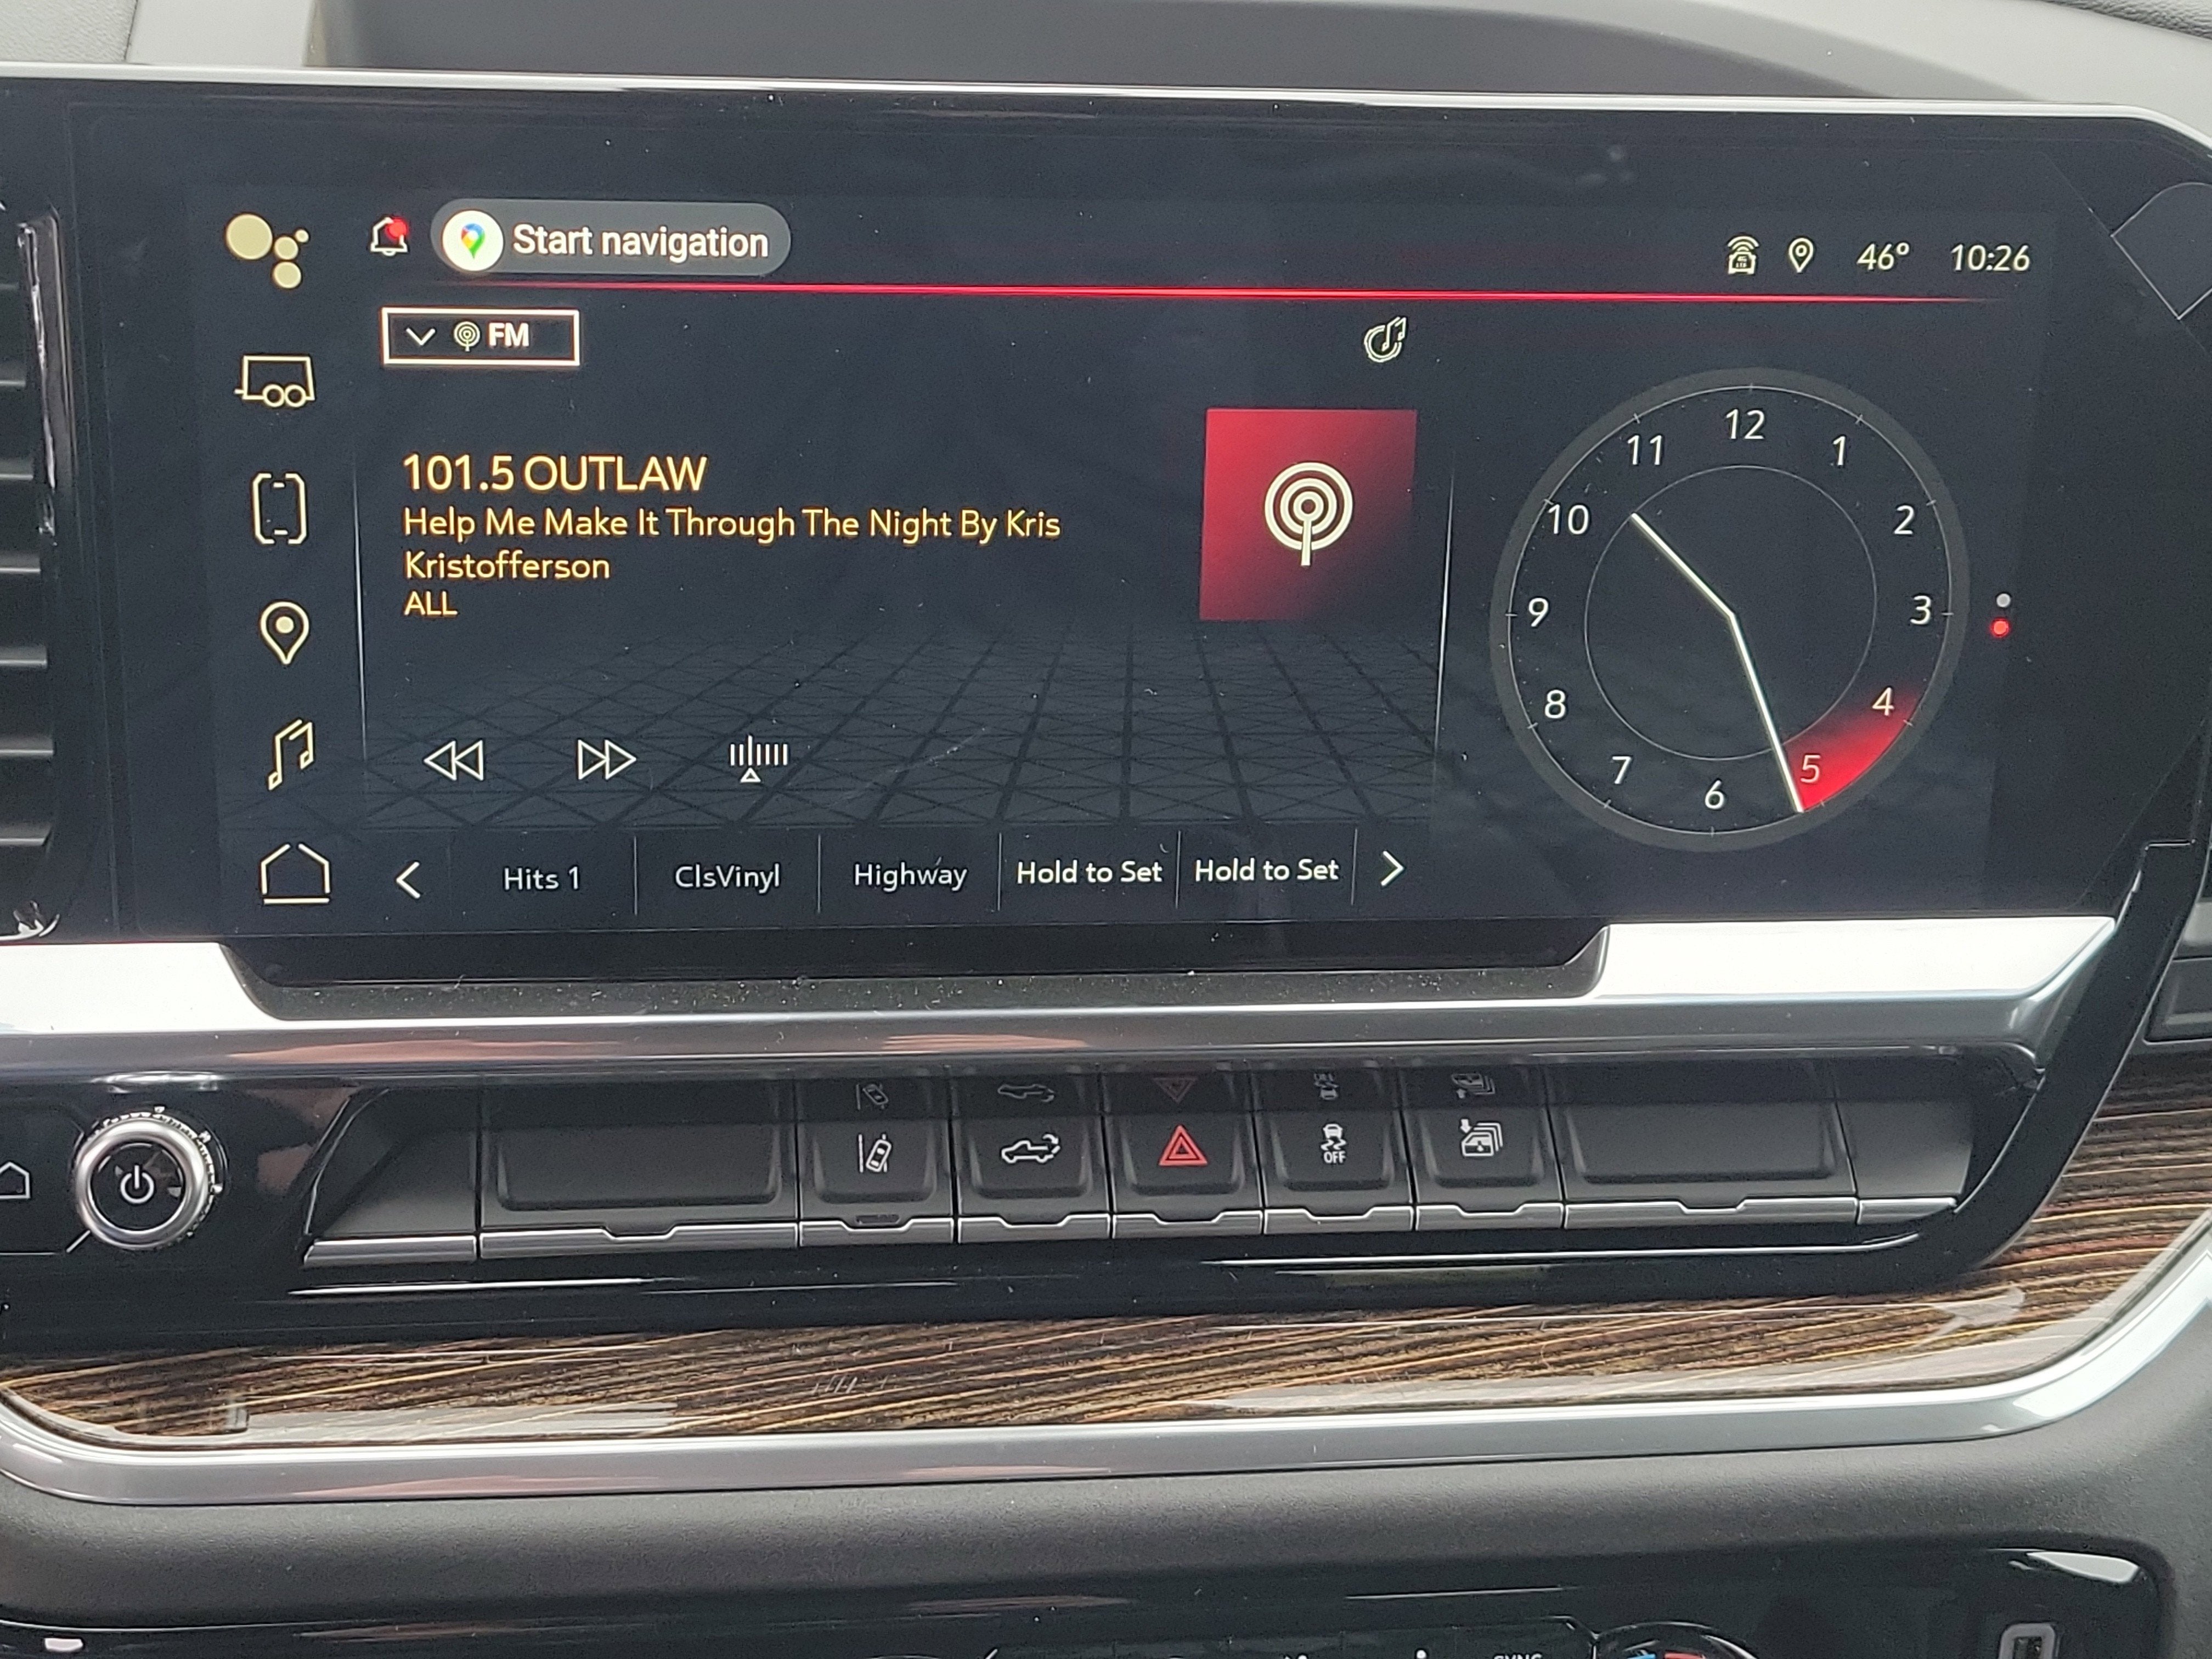 Start navigation
46° 10:26
FM
101.5 OUTLAW
Help Me Make It Through The Night By Kris
Kristofferson
ALL
12
1
2
3
4
5
6
7
8
9
10
11
Hits 1
ClsVinyl
Highway
Hold to Set
Hold to Set
OFF
SYNC